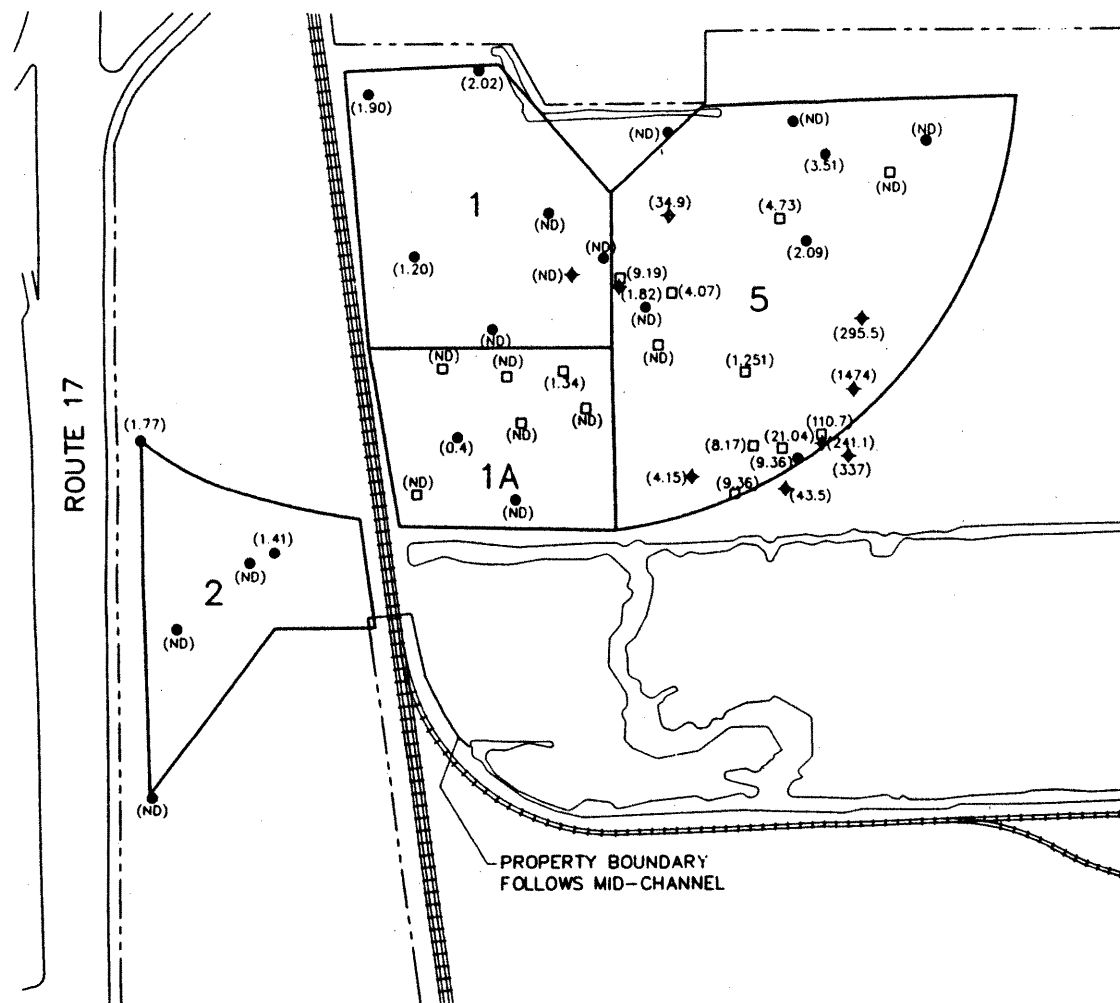 (2.02)
(1.90)
(ND)
(ND)
(ND)
(3.51)
(ND)
1
(34.9)
(4.73)
(ND)
(ND)
(2.09)
(1.20)
(ND)
(9.19)
(1.82)
(4.07)
5
(ND)
(295.5)
(ND)
(ND)
(ND)
(ND)
(1.34)
(1.251)
(1474)
ROUTE 17
(1.77)
(ND)
(ND)
(0.4)
(110.7)
(21.04)
(241.1)
(8.17)
(9.36)
(337)
(4.15)
(9.36)
(43.5)
(ND)
1A
(ND)
(1.41)
(ND)
2
(ND)
(ND)
PROPERTY BOUNDARY
FOLLOWS MID-CHANNEL